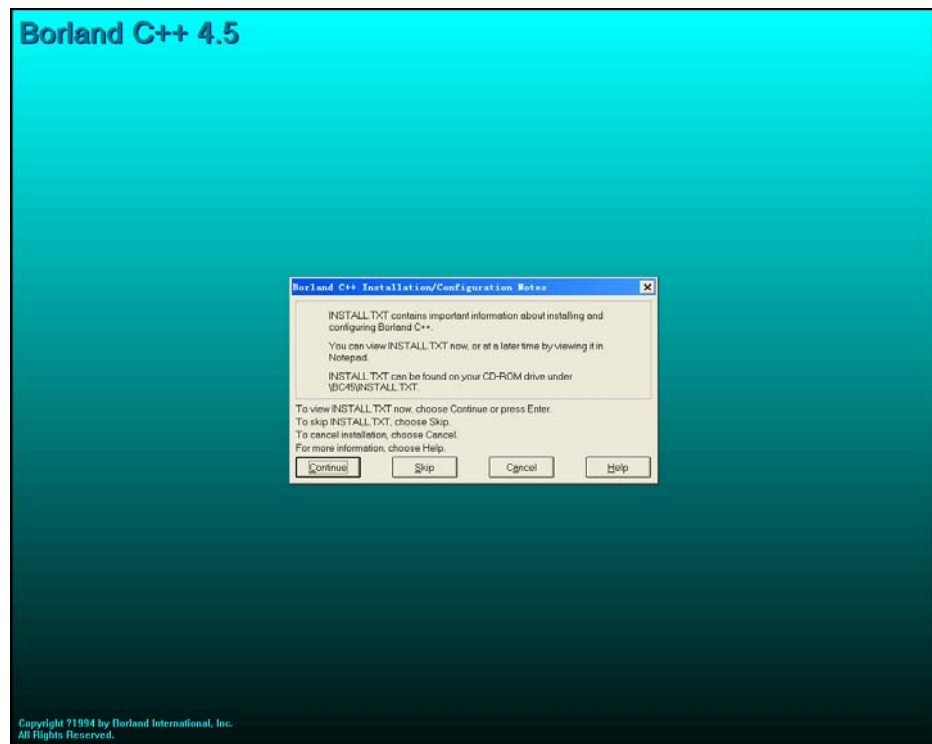 Borland C++ 4.5
Borland C++ Installation/Configuration Notes
INSTALL.TXT contains important information about installing and
configuring Borland C++.
You can view INSTALL.TXT now, or at a later time by viewing it in
Notepad.
INSTALL.TXT can be found on your CD-ROM drive under
\BC45\INSTALL.TXT.
To view INSTALL.TXT now, choose Continue or press Enter.
To skip INSTALL.TXT, choose Skip.
To cancel installation, choose Cancel.
For more information, choose Help.
Continue Skip Cancel Help
Copyright ?1994 by Borland International, Inc.
All Rights Reserved.